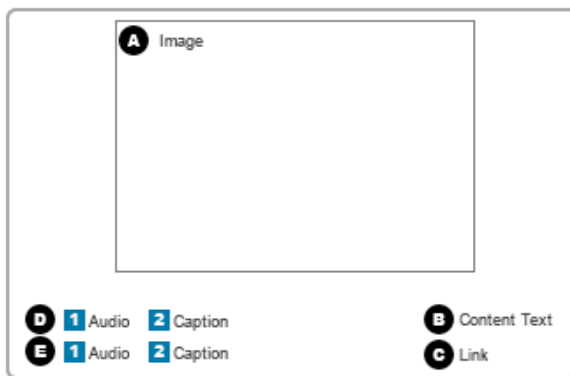 A Image
D 1 Audio 2 Caption B Content Text
E 1 Audio 2 Caption C Link